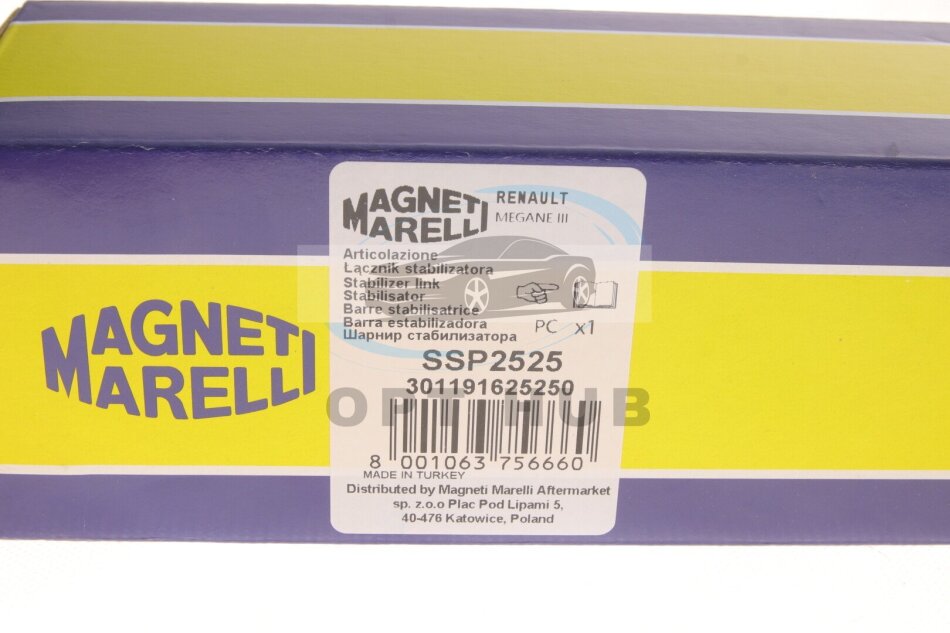 MAGNETI
MARELLI
MAGNETI
MARELLI
RENAULT
MEGANE III
Articolazione
Łącznik stabilizatora
Stabilizer link
Stabilisator
Barre stabilisatrice
Barra estabilizadora
Шарнир стабилизатора
PC x1
SSP2525
301191625250
OPT HUB
8 001063 756660
MADE IN TURKEY
Distributed by Magneti Marelli Aftermarket
sp. z.o.o Plac Pod Lipami 5,
40-476 Katowice, Poland